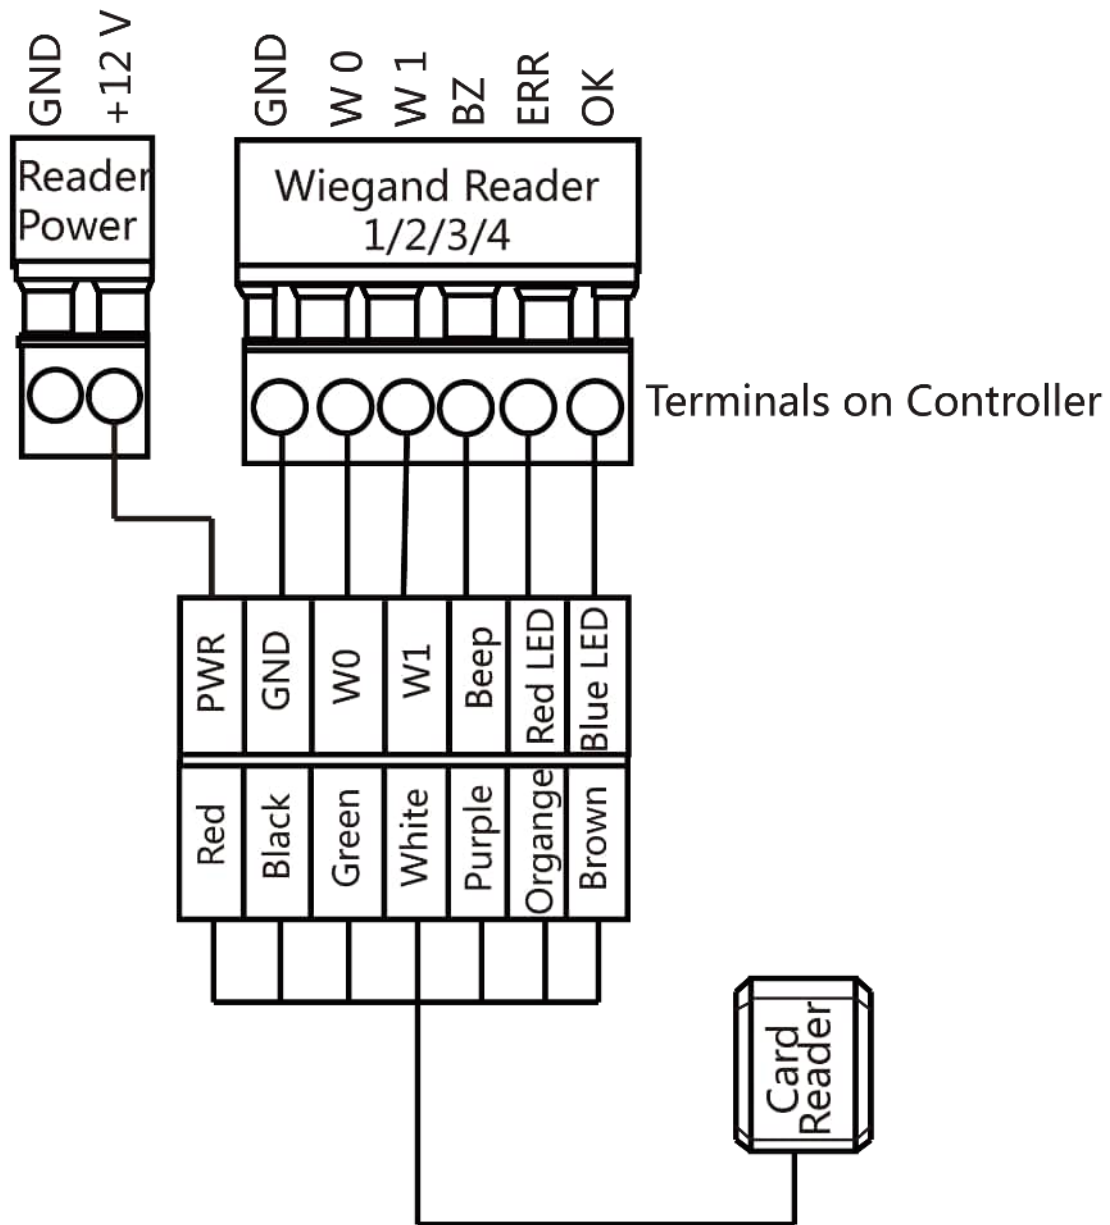 GND
+12 V
GND
W 0
W 1
BZ
ERR
OK
Reader
Power
Wiegand Reader
1/2/3/4
Terminals on Controller
PWR
GND
W0
W1
Beep
Red LED
Blue LED
Red
Black
Green
White
Purple
Organge
Brown
Card
Reader